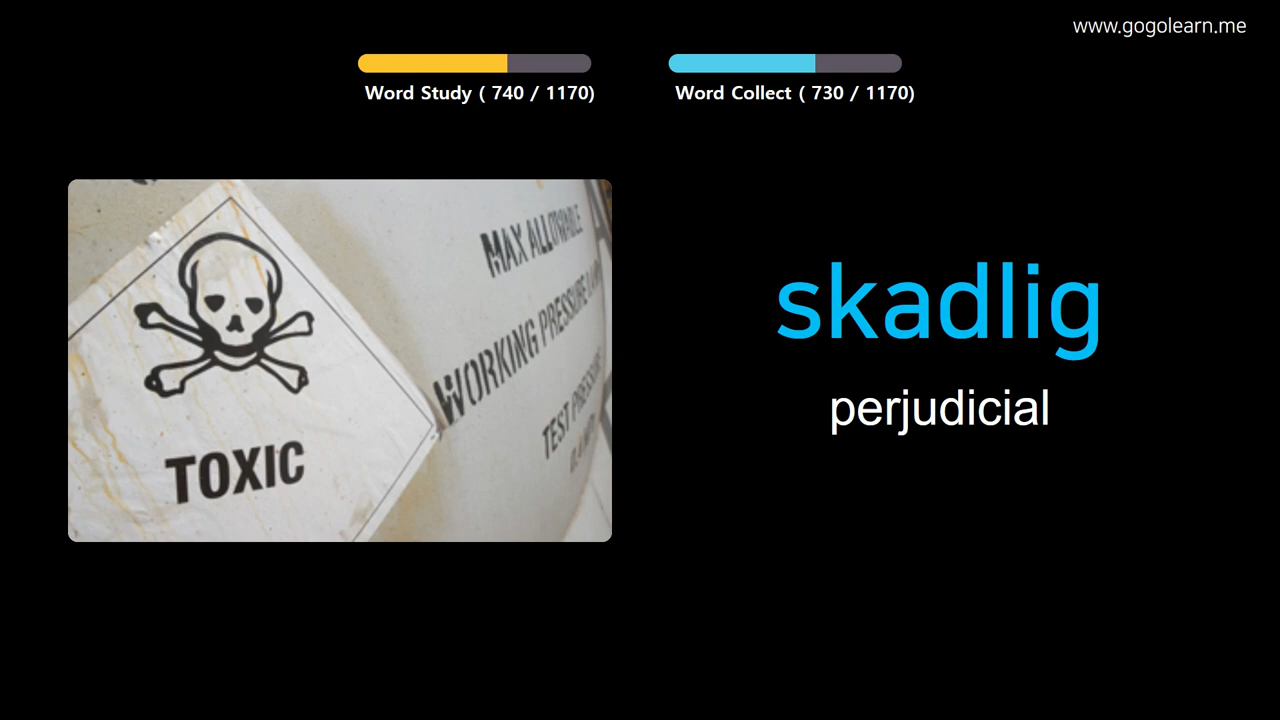 www.gogolearn.me
Word Study ( 740 / 1170)
Word Collect ( 730 / 1170)
MAX ALLOWABLE
WORKING PRESSURE
TEST PRESSURE
TOXIC
skadlig
perjudicial